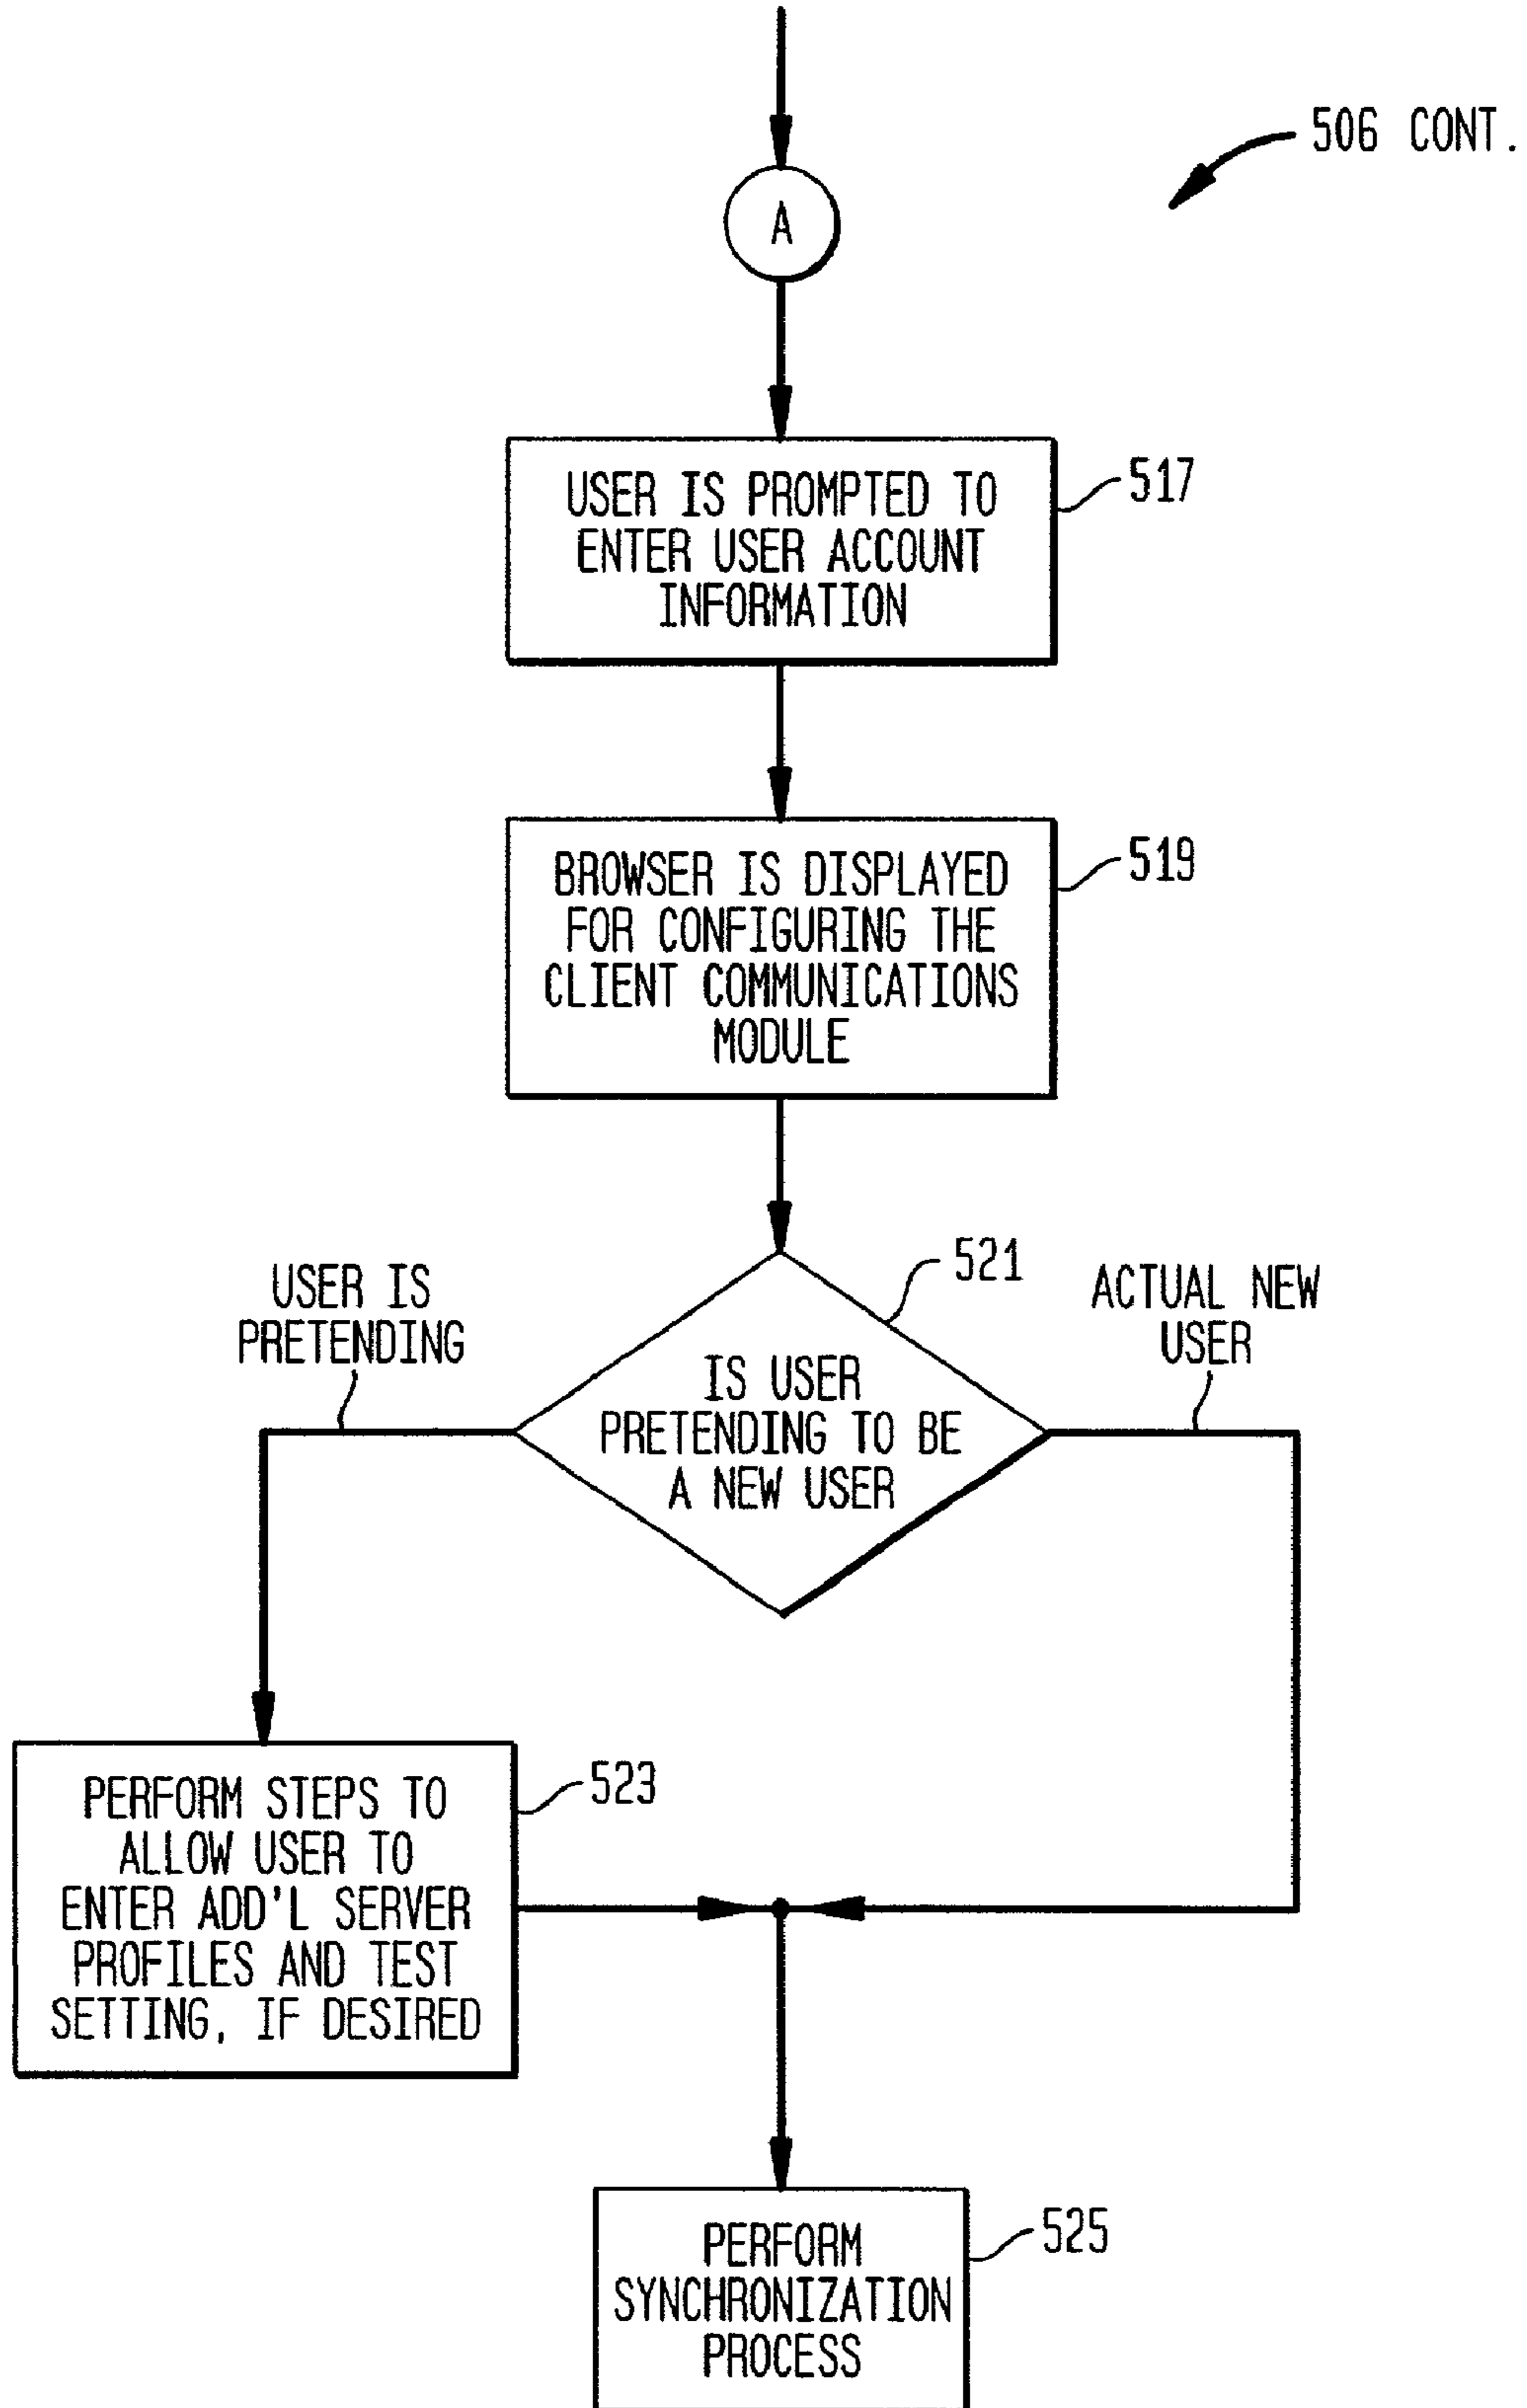 506 CONT.
A
USER IS PROMPTED TO
ENTER USER ACCOUNT
INFORMATION
517
BROWSER IS DISPLAYED
FOR CONFIGURING THE
CLIENT COMMUNICATIONS
MODULE
519
521
USER IS
PRETENDING
ACTUAL NEW
USER
IS USER
PRETENDING TO BE
A NEW USER
PERFORM STEPS TO
ALLOW USER TO
ENTER ADD'L SERVER
PROFILES AND TEST
SETTING, IF DESIRED
523
PERFORM
SYNCHRONIZATION
PROCESS
525